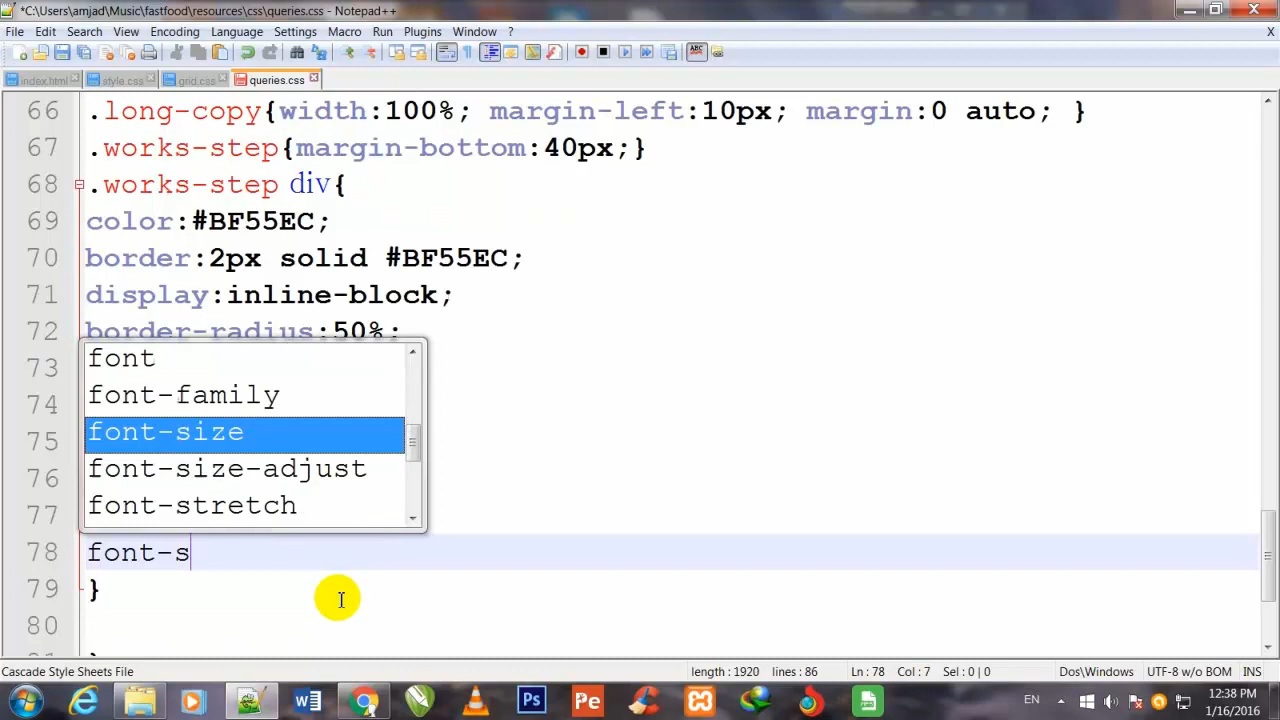 *C:\Users\amjad\Music\fastfood\resources\css\queries.css - Notepad++
File Edit Search View Encoding Language Settings Macro Run Plugins Window ? X
index.html style.css grid.css queries.css
66 .long-copy{width:100%; margin-left:10px; margin:0 auto; }
67 .works-step{margin-bottom:40px;}
68 .works-step div{
69 color:#BF55EC;
70 border:2px solid #BF55EC;
71 display:inline-block;
72 border-radius:50%;
73 font
74 font-family
75 font-size
76 font-size-adjust
77 font-stretch
78 font-s
79 }
80
Cascade Style Sheets File length : 1920 lines : 86 Ln : 78 Col : 7 Sel : 0 | 0 Dos\Windows UTF-8 w/o BOM INS
W Ps Pe EN 12:38 PM
1/16/2016